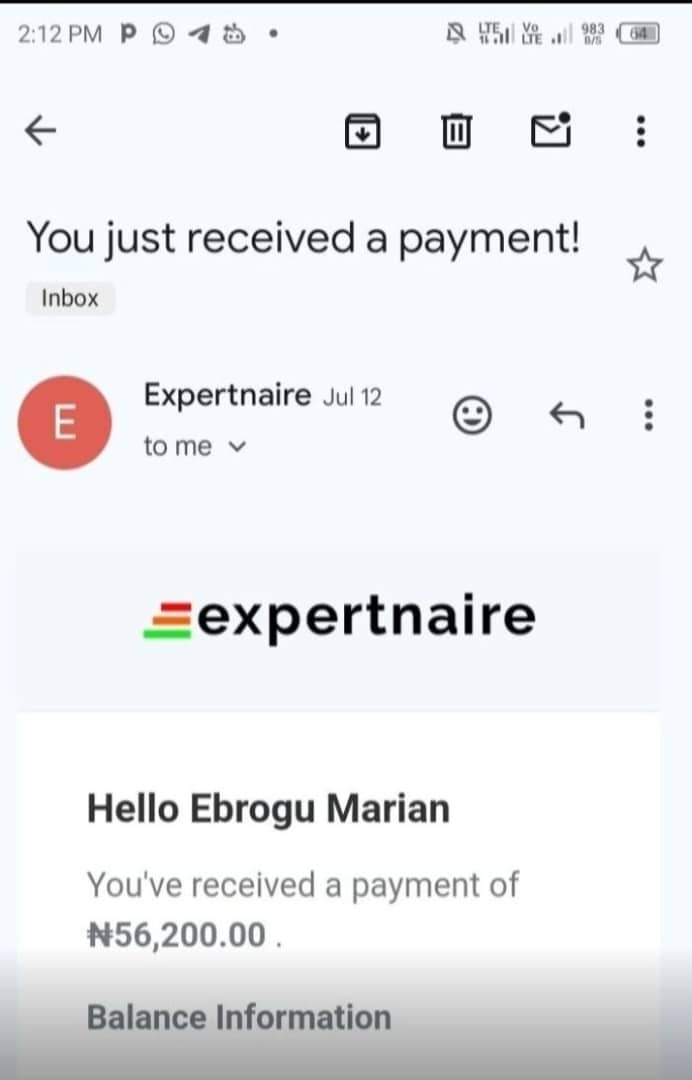 2:12 PM
LTE Vo LTE 983 B/S 64
You just received a payment!
Inbox
E
Expertnaire Jul 12
to me
expertnaire
Hello Ebrogu Marian
You've received a payment of
₦56,200.00 .
Balance Information